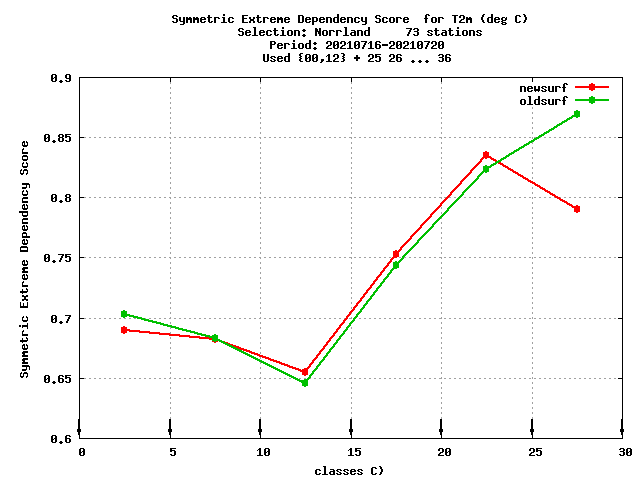 Symmetric Extreme Dependency Score  for T2m (deg C)
Selection: Norrland     73 stations
Period: 20210716-20210720
Used {00,12} + 25 26 ... 36
newsurf
oldsurf
Symmetric Extreme Dependency Score
0.9
0.85
0.8
0.75
0.7
0.65
0.6
0 5 10 15 20 25 30
classes C)